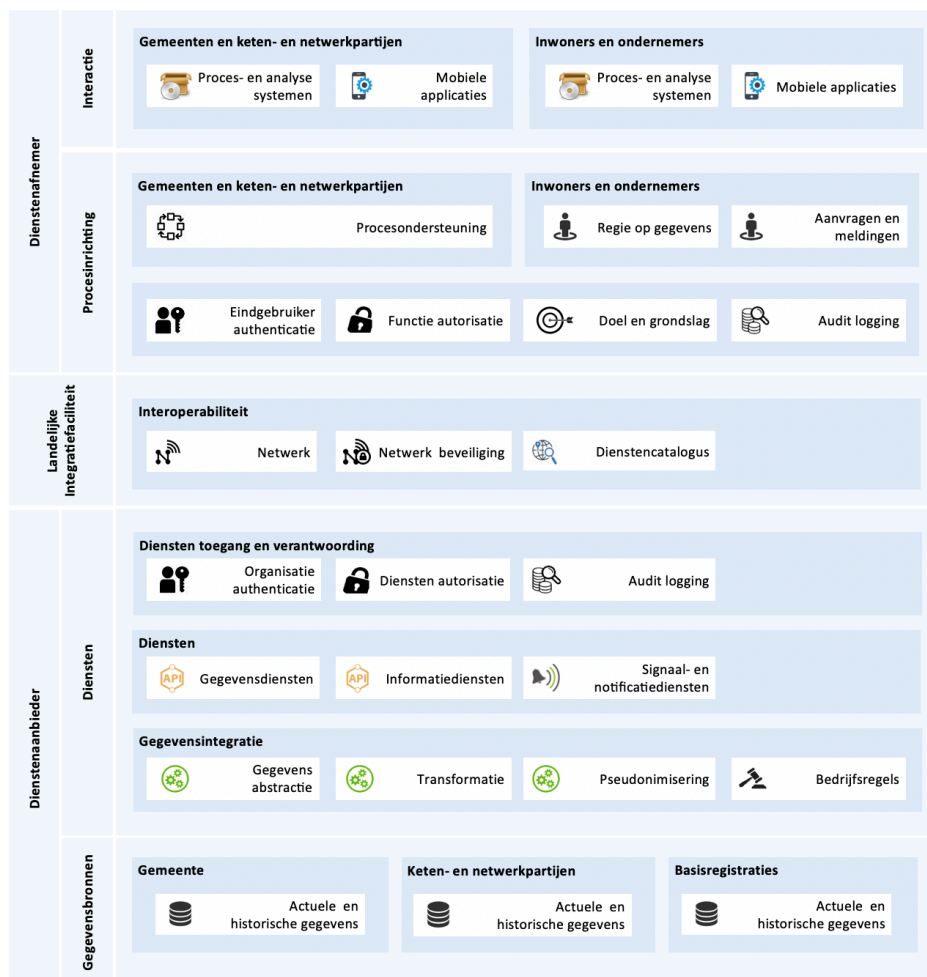 Dienstenafnemer
Interactie
Gemeenten en keten- en netwerkpartijen
Proces- en analyse
systemen
Mobiele
applicaties
Inwoners en ondernemers
Proces- en analyse
systemen
Mobiele applicaties
Procesinrichting
Gemeenten en keten- en netwerkpartijen
Procesondersteuning
Inwoners en ondernemers
Regie op gegevens
Aanvragen en
meldingen
Eindgebruiker
authenticatie
Functie autorisatie
Doel en grondslag
Audit logging
Landelijke
Integratiefaciliteit
Interoperabiliteit
Netwerk
Netwerk beveiliging
Dienstencatalogus
Dienstenaanbieder
Diensten
Diensten toegang en verantwoording
Organisatie
authenticatie
Diensten autorisatie
Audit logging
Diensten
API
Gegevensdiensten
API
Informatiediensten
Signaal- en
notificatiediensten
Gegevensintegratie
Gegevens
abstractie
Transformatie
Pseudonimisering
Bedrijfsregels
Gegevensbronnen
Gemeente
Actuele en
historische gegevens
Keten- en netwerkpartijen
Actuele en
historische gegevens
Basisregistraties
Actuele en
historische gegevens